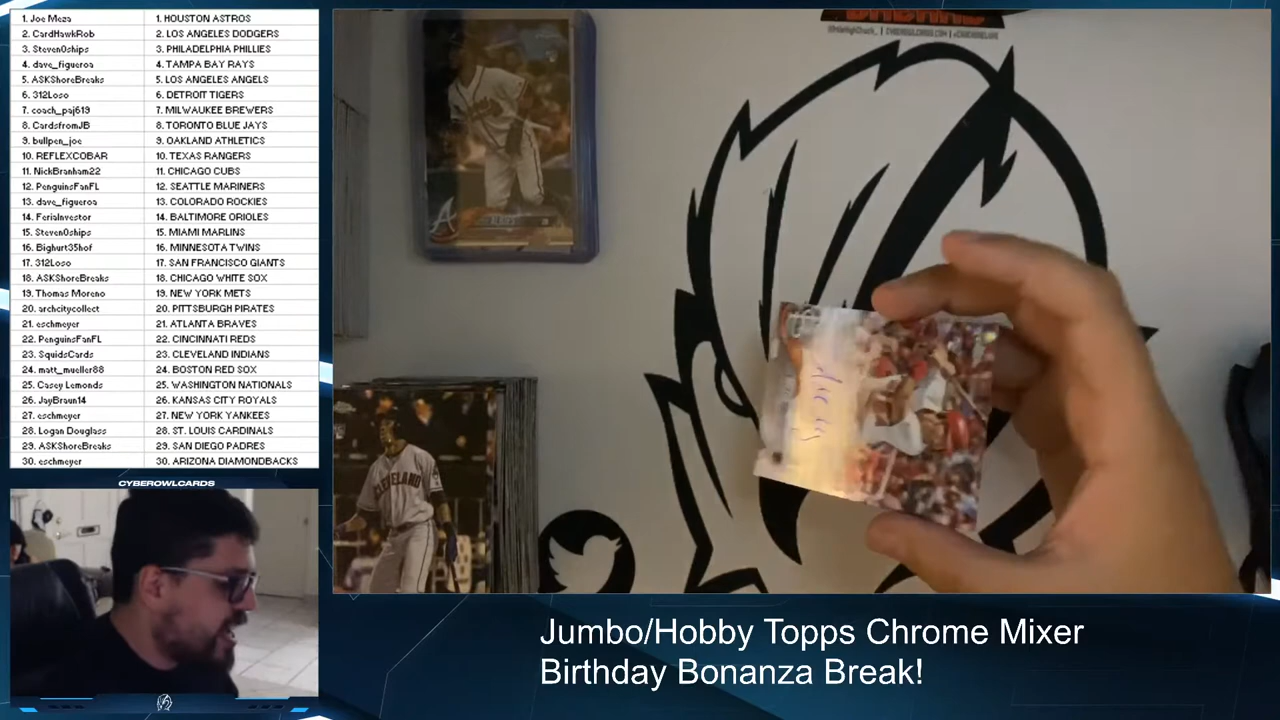 1. Joe Meza 1. HOUSTON ASTROS
2. CardHawkRob 2. LOS ANGELES DODGERS
3. Steven0ships 3. PHILADELPHIA PHILLIES
4. dave_figueroa 4. TAMPA BAY RAYS
5. ASKShoreBreaks 5. LOS ANGELES ANGELS
6. 312Loso 6. DETROIT TIGERS
7. coach_paj619 7. MILWAUKEE BREWERS
8. CardsfromJB 8. TORONTO BLUE JAYS
9. bullpen_joe 9. OAKLAND ATHLETICS
10. REFLEXCOBAR 10. TEXAS RANGERS
11. NickBranham22 11. CHICAGO CUBS
12. PenguinsFanFL 12. SEATTLE MARINERS
13. dave_figueroa 13. COLORADO ROCKIES
14. FeriaInvestor 14. BALTIMORE ORIOLES
15. Steven0ships 15. MIAMI MARLINS
16. Bighurt35hof 16. MINNESOTA TWINS
17. 312Loso 17. SAN FRANCISCO GIANTS
18. ASKShoreBreaks 18. CHICAGO WHITE SOX
19. Thomas Moreno 19. NEW YORK METS
20. archcitycollect 20. PITTSBURGH PIRATES
21. eschmeyer 21. ATLANTA BRAVES
22. PenguinsFanFL 22. CINCINNATI REDS
23. SquidsCards 23. CLEVELAND INDIANS
24. matt_mueller88 24. BOSTON RED SOX
25. Casey Lemonds 25. WASHINGTON NATIONALS
26. JayBraun14 26. KANSAS CITY ROYALS
27. eschmeyer 27. NEW YORK YANKEES
28. Logan Douglass 28. ST. LOUIS CARDINALS
29. ASKShoreBreaks 29. SAN DIEGO PADRES
30. eschmeyer 30. ARIZONA DIAMONDBACKS
CYBEROWLCARDS
CLEVELAND
Jumbo/Hobby Topps Chrome Mixer
Birthday Bonanza Break!